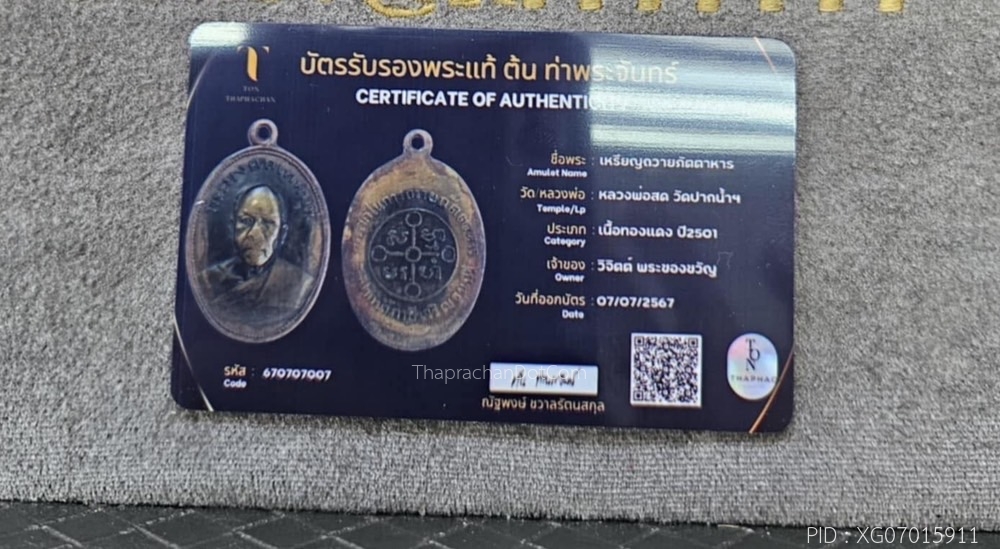 TON
THAPHACHAN
บัตรรับรองพระแท้ ต้น ท่าพระจันทร์
CERTIFICATE OF AUTHENTICITY
ชื่อพระ : เหรียญถวายภัตตาหาร
Amulet Name
วัด/หลวงพ่อ : หลวงพ่อสด วัดปากน้ำฯ
Temple/Lp
ประเภท : เนื้อทองแดง ปี2501
Category
เจ้าของ : วิจิตต์ พระของขวัญ
Owner
วันที่ออกบัตร : 07/07/2567
Date
รหัส : 670707007
Code
ThaprachanDotCom
ณัฐพงษ์ ชวาลรัตนสกุล
TON
THAPHAC
PID : XG07015911